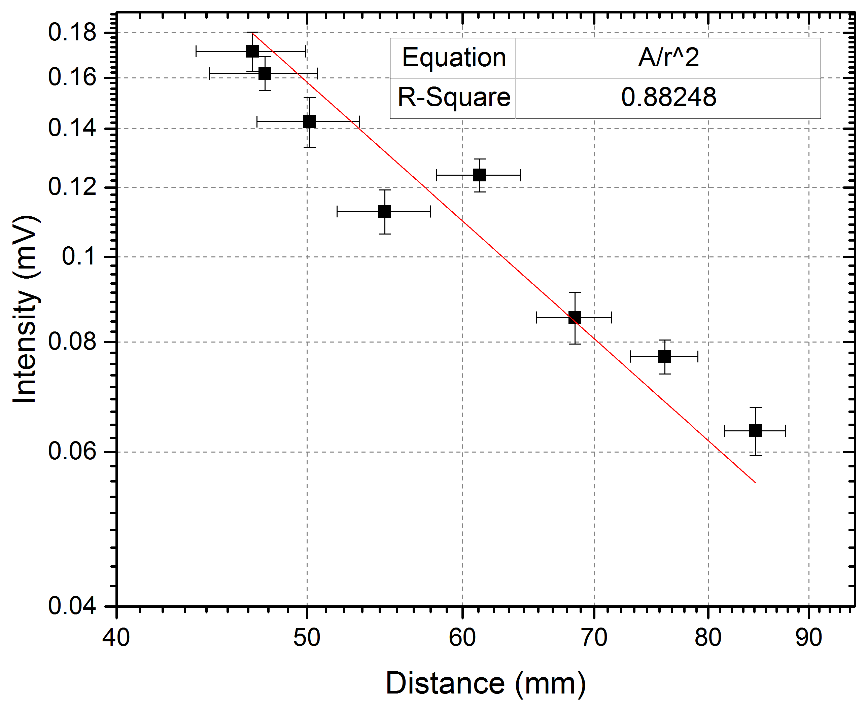 0.18
0.16
0.14
0.12
0.1
0.08
0.06
0.04
Intensity (mV)
Equation A/r^2
R-Square 0.88248
40 50 60 70 80 90
Distance (mm)